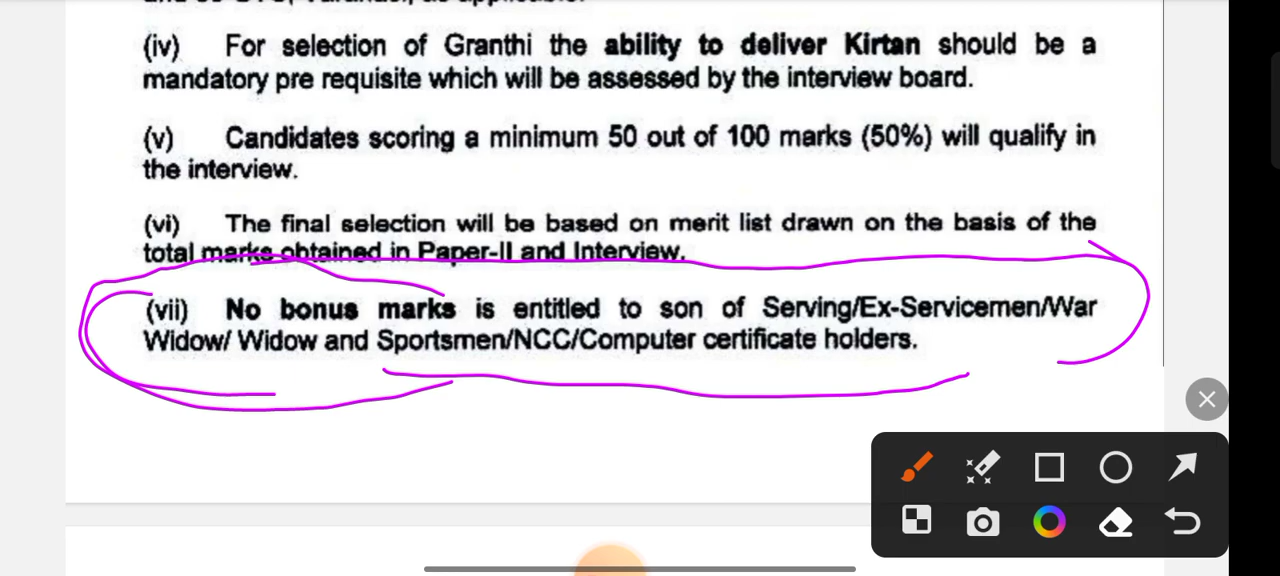 (iv) For selection of Granthi the ability to deliver Kirtan should be a
mandatory pre requisite which will be assessed by the interview board.
(v) Candidates scoring a minimum 50 out of 100 marks (50%) will qualify in
the interview.
(vi) The final selection will be based on merit list drawn on the basis of the
total marks obtained in Paper-II and Interview.
(vii) No bonus marks is entitled to son of Serving/Ex-Servicemen/War
Widow/ Widow and Sportsmen/NCC/Computer certificate holders.